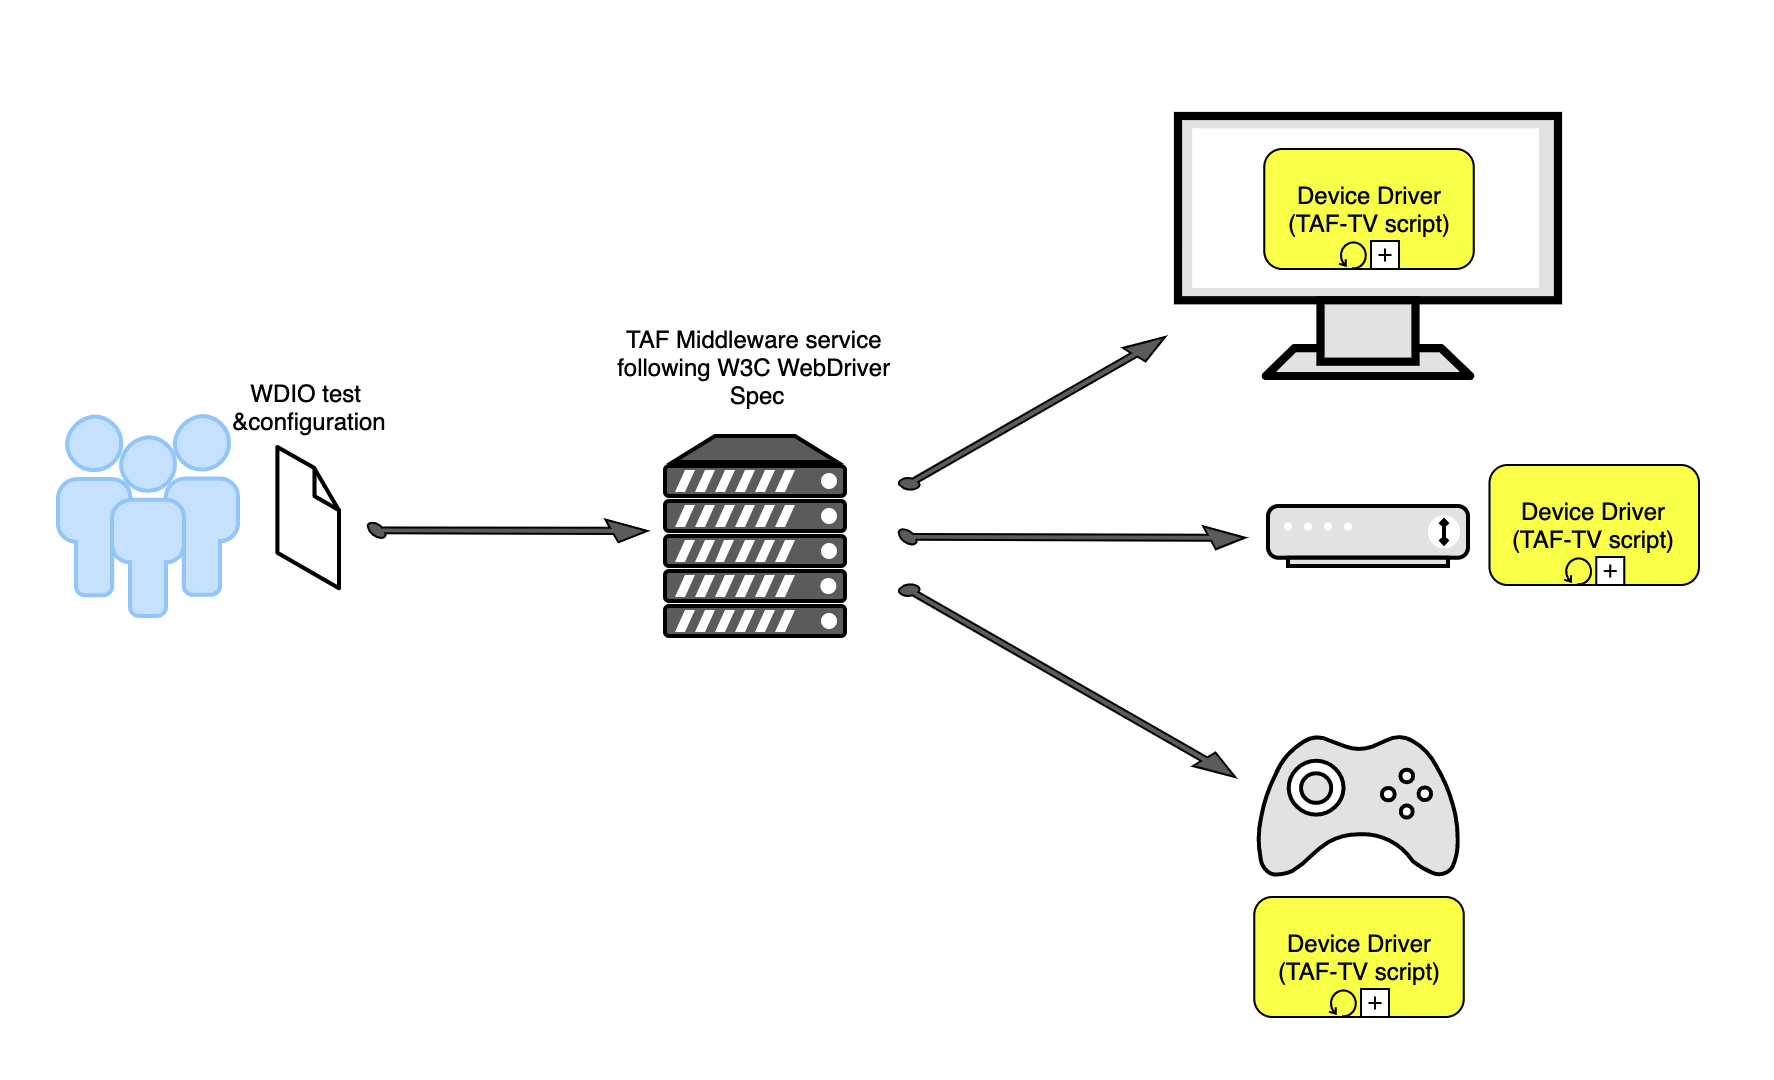 WDIO test
&configuration
TAF Middleware service
following W3C WebDriver
Spec
Device Driver
(TAF-TV script)
+
Device Driver
(TAF-TV script)
+
Device Driver
(TAF-TV script)
+